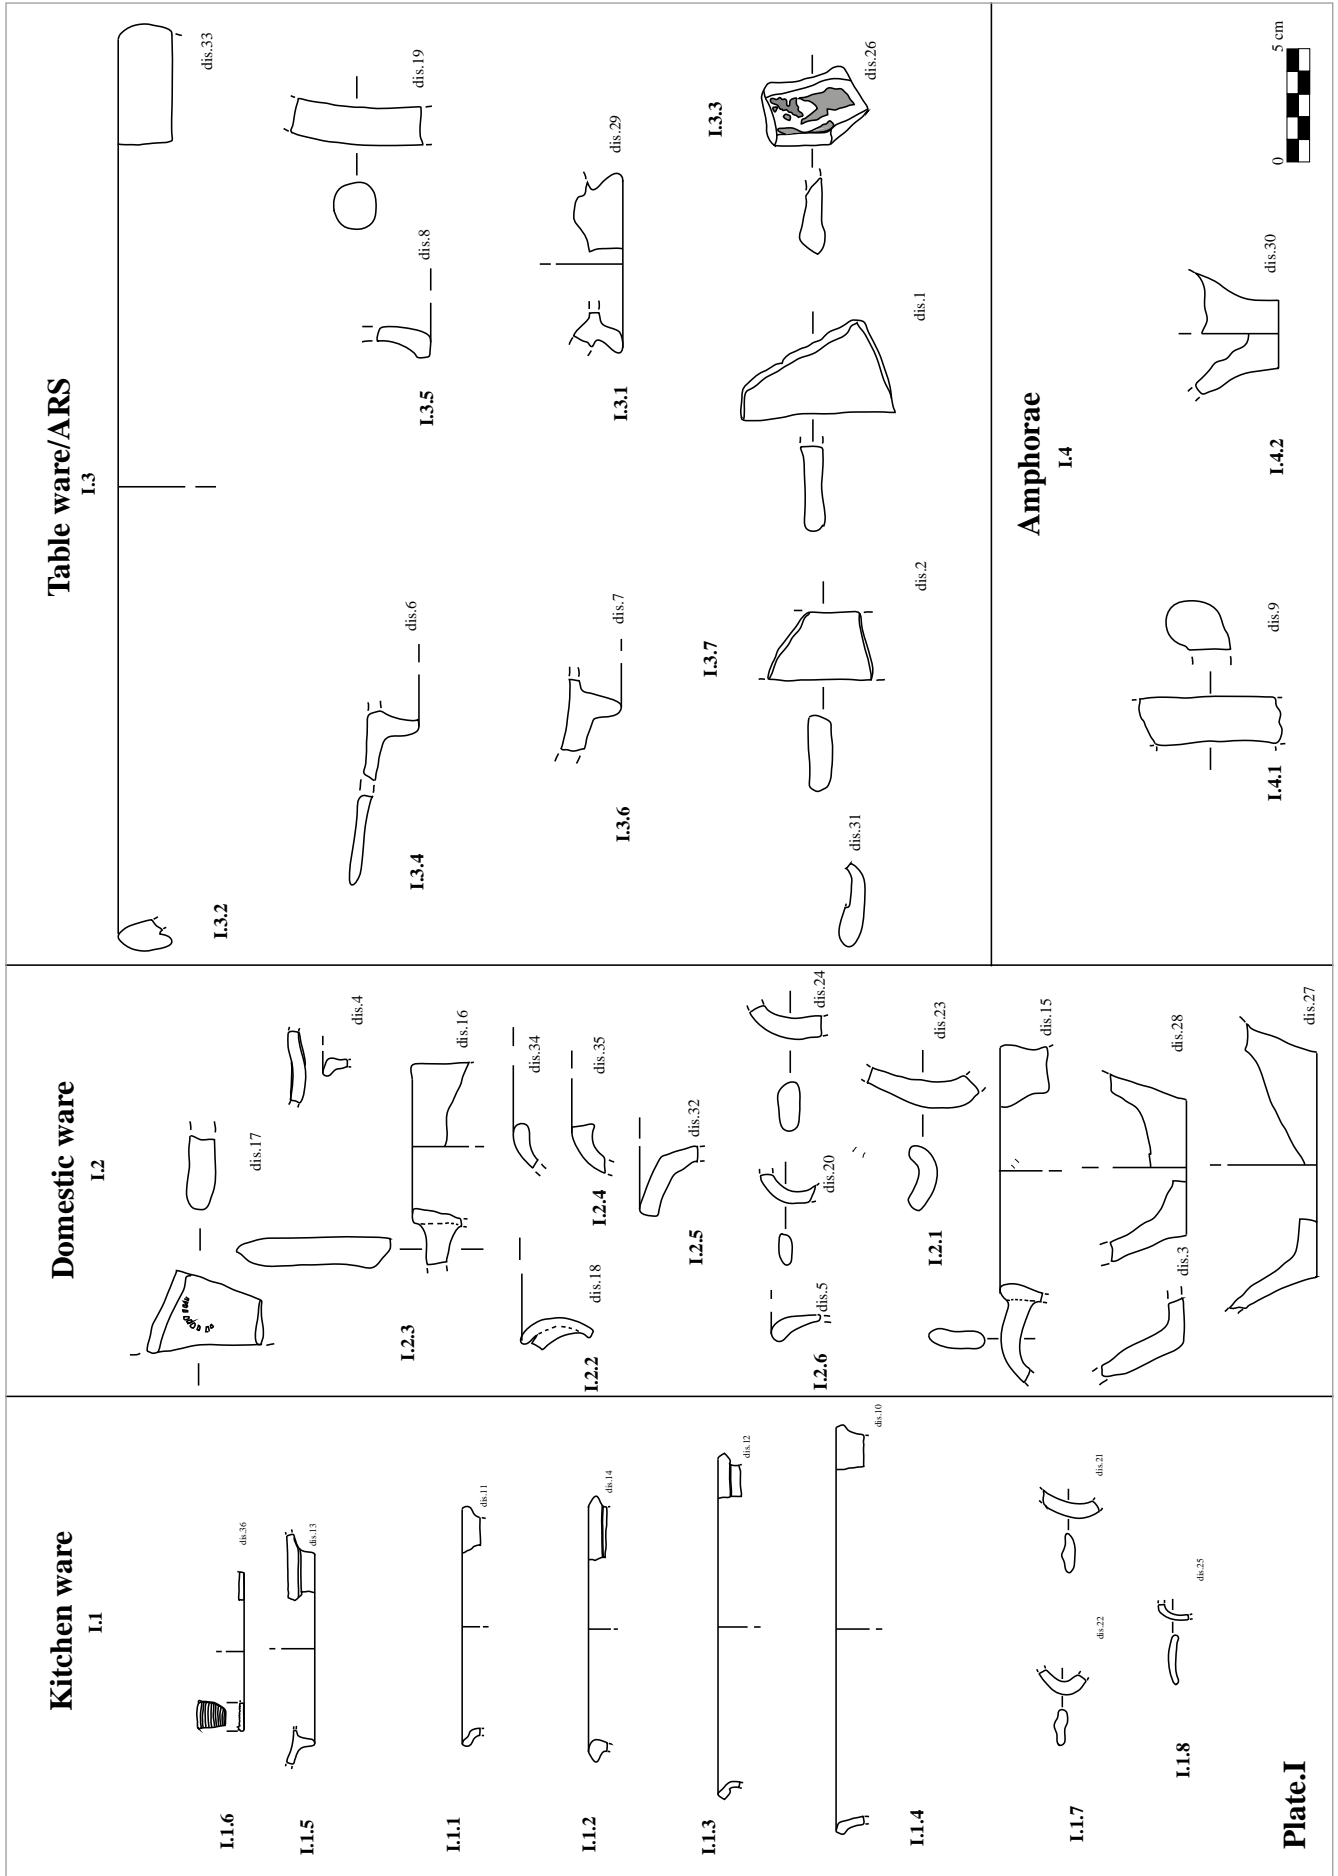 Kitchen ware
I.1
dis.36
I.1.6
dis.13
I.1.5
dis.11
I.1.1
dis.14
I.1.2
dis.12
I.1.3
dis.10
I.1.4
dis.22
dis.21
I.1.7
dis.25
I.1.8
Plate.I
Domestic ware
I.2
dis.17
dis.4
dis.16
I.2.3
dis.18
I.2.2
dis.34
dis.35
I.2.4
dis.32
I.2.5
dis.5
I.2.6
dis.20
dis.24
dis.23
I.2.1
dis.15
dis.3
dis.28
dis.27
Table ware/ARS
I.3
dis.33
I.3.2
dis.6
I.3.4
dis.8
I.3.5
dis.19
dis.7
I.3.6
dis.29
I.3.1
dis.31
I.3.7
dis.2
dis.1
I.3.3
dis.26
Amphorae
I.4
dis.9
I.4.1
dis.30
I.4.2
0 5 cm